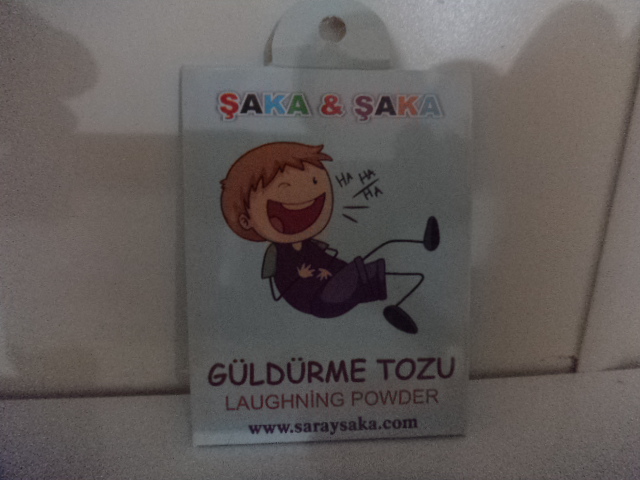 ŞAKA & ŞAKA
HA HA
HA
GÜLDÜRME TOZU
LAUGHNİNG POWDER
www.saraysaka.com